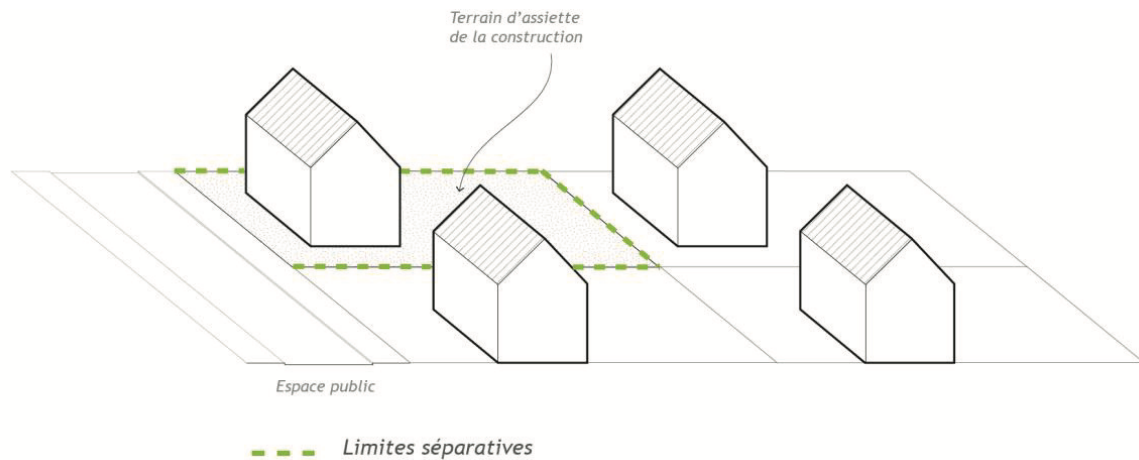 Terrain d'assiette
de la construction
Espace public
Limites séparatives